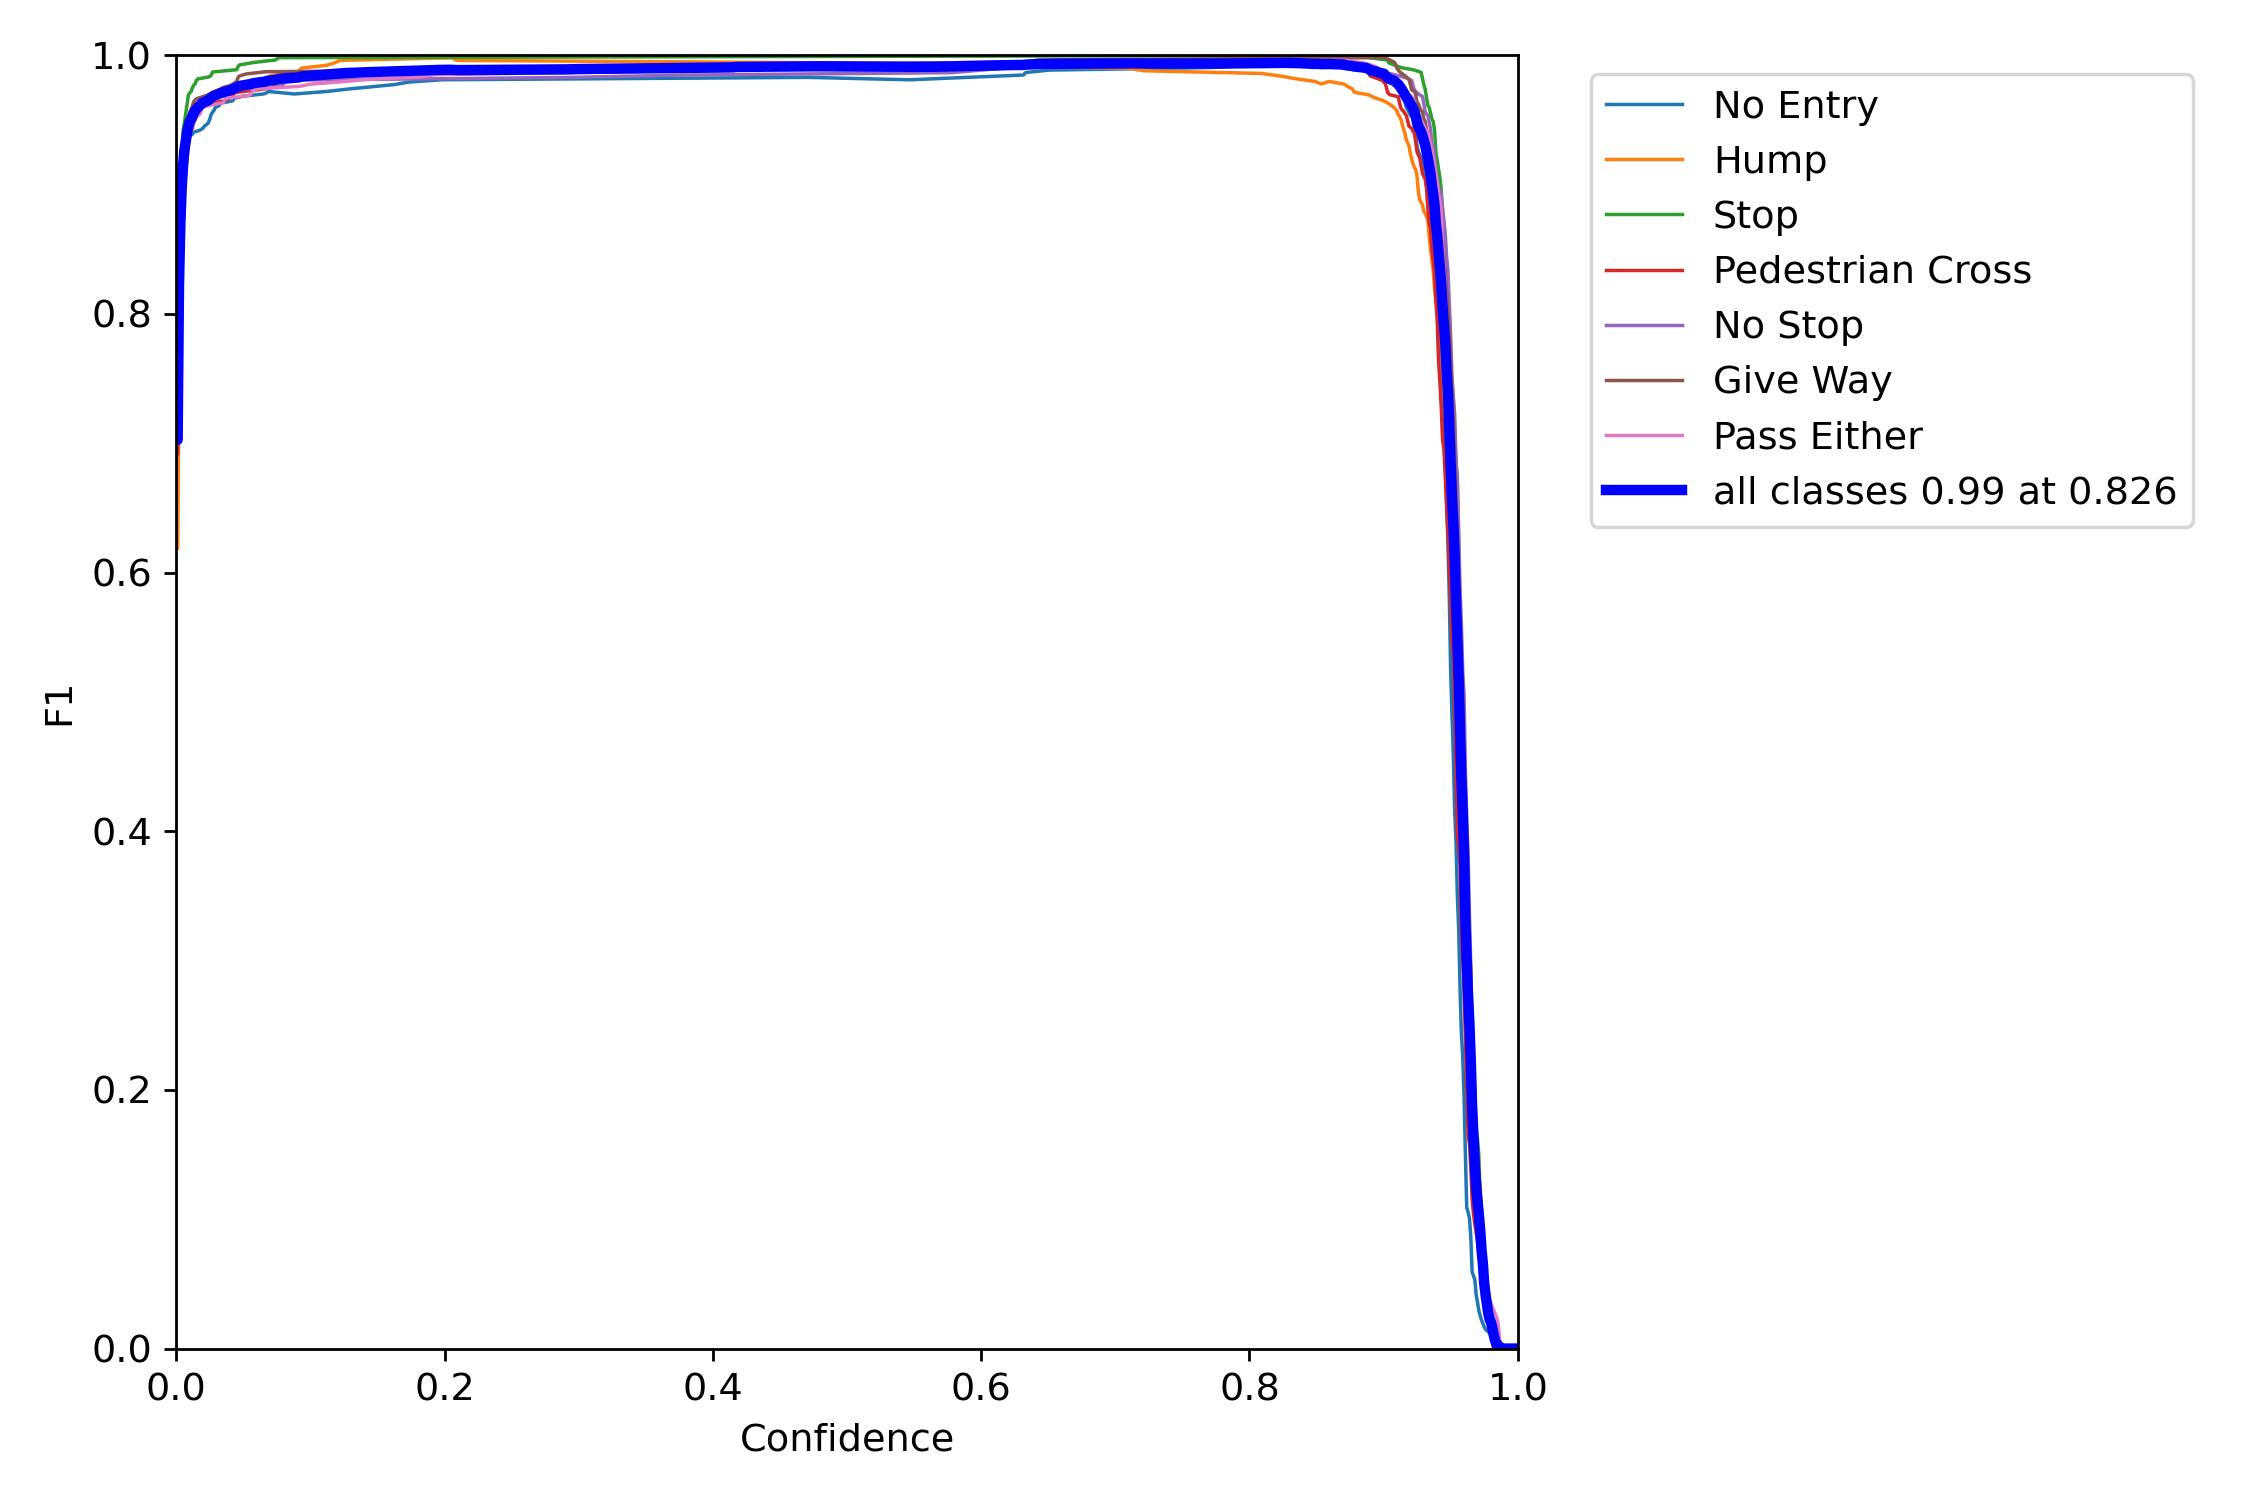 1.0
0.8
0.6
0.4
0.2
0.0
F1
0.0 0.2 0.4 0.6 0.8 1.0
Confidence
No Entry
Hump
Stop
Pedestrian Cross
No Stop
Give Way
Pass Either
all classes 0.99 at 0.826